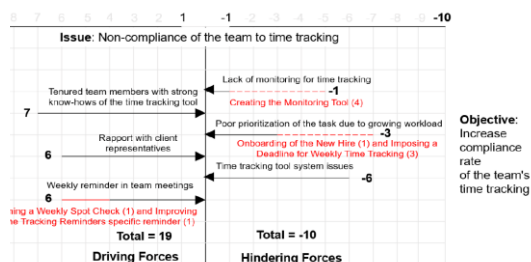 8 7 6 5 4 3 2 1 -1 -2 -3 -4 -5 -6 -7 -8 -9 -10
Issue: Non-compliance of the team to time tracking
Lack of monitoring for time tracking
-1
Creating the Monitoring Tool (4)
Tenured team members with strong
know-hows of the time tracking tool
7
Poor prioritization of the task due to growing workload
-3
Onboarding of the New Hire (1) and Imposing a
Deadline for Weekly Time Tracking (3)
Rapport with client
representatives
6
Time tracking tool system issues
-6
Weekly reminder in team meetings
6
a Weekly Spot Check (1) and Improving
Tracking Reminders specific reminder (1)
Total = 19
Total = -10
Driving Forces
Hindering Forces
Objective:
Increase
compliance
rate
of the team's
time tracking